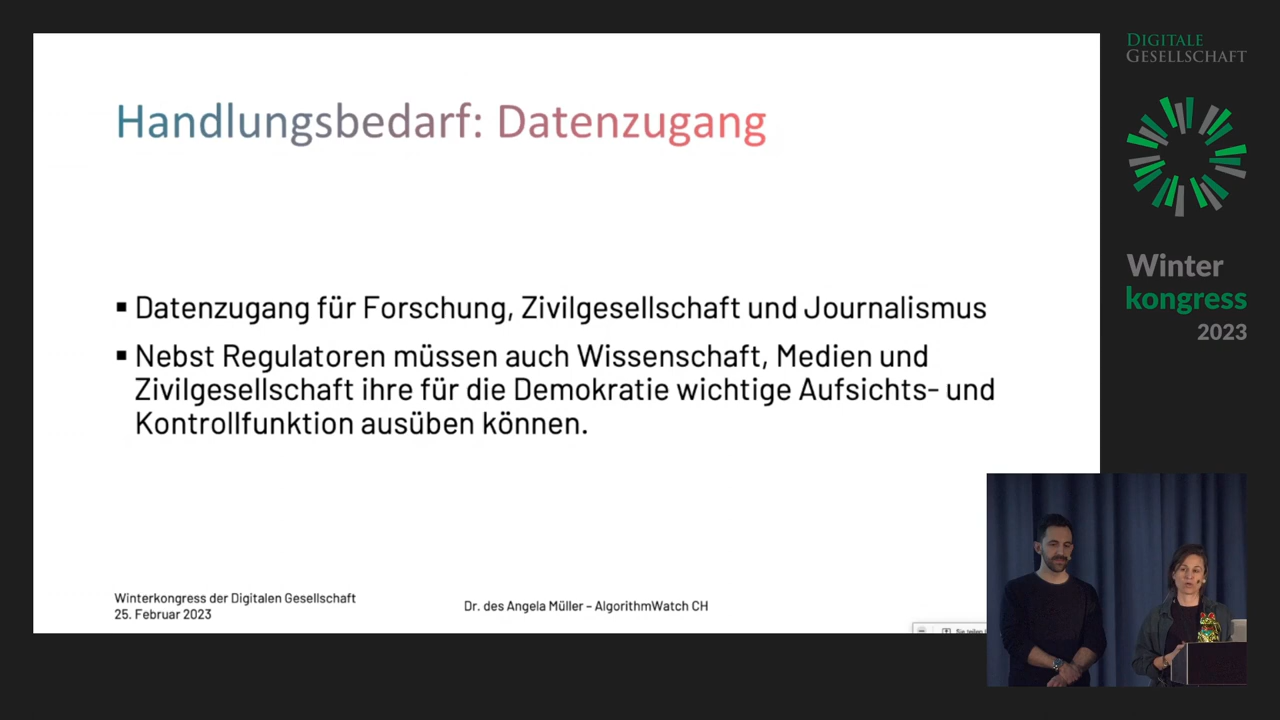 Handlungsbedarf: Datenzugang
▪ Datenzugang für Forschung, Zivilgesellschaft und Journalismus
▪ Nebst Regulatoren müssen auch Wissenschaft, Medien und
Zivilgesellschaft ihre für die Demokratie wichtige Aufsichts- und
Kontrollfunktion ausüben können.
Winterkongress der Digitalen Gesellschaft
25. Februar 2023
Dr. des Angela Müller – AlgorithmWatch CH
DIGITALE
GESELLSCHAFT
Winter
kongress
2023